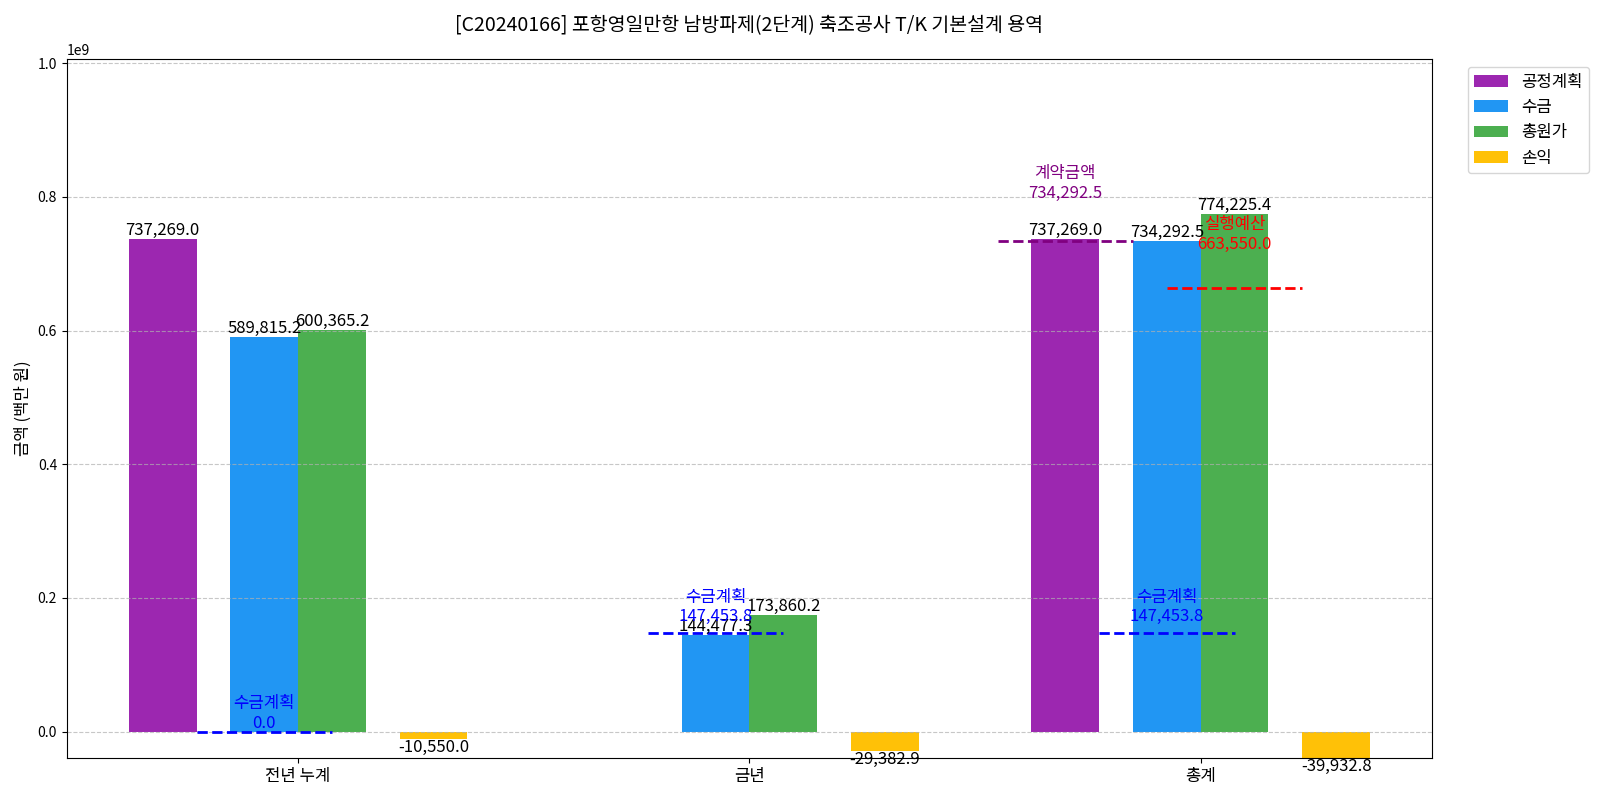 [C20240166] 포항영일만항 남방파제(2단계) 축조공사 T/K 기본설계 용역
1e9
1.0
0.8
0.6
0.4
0.2
0.0
금액 (백만 원)
공정계획
수금
총원가
손익
737,269.0
589,815.2
600,365.2
수금계획
0.0
-10,550.0
수금계획
147,453.8
144,477.3
173,860.2
-29,382.9
계약금액
734,292.5
737,269.0
734,292.5
774,225.4
실행예산
663,550.0
수금계획
147,453.8
-39,932.8
전년 누계
금년
총계